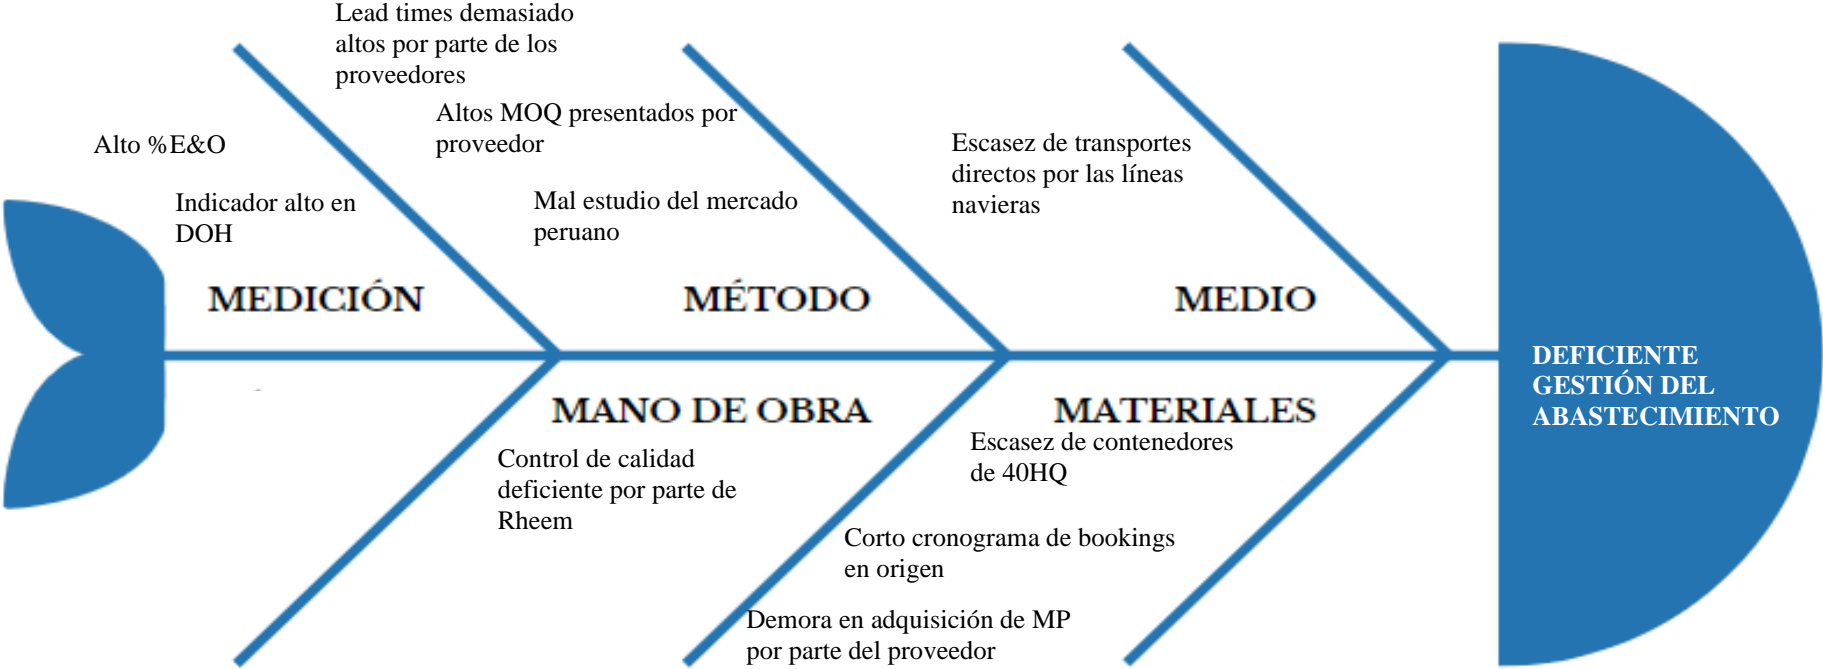 Lead times demasiado
altos por parte de los
proveedores
Altos MOQ presentados por
proveedor
Mal estudio del mercado
peruano
Alto %E&O
Indicador alto en
DOH
Escasez de transportes
directos por las líneas
navieras
MEDICIÓN
MÉTODO
MEDIO
DEFICIENTE
GESTIÓN DEL
ABASTECIMIENTO
MANO DE OBRA
Control de calidad
deficiente por parte de
Rheem
MATERIALES
Escasez de contenedores
de 40HQ
Corto cronograma de bookings
en origen
Demora en adquisición de MP
por parte del proveedor